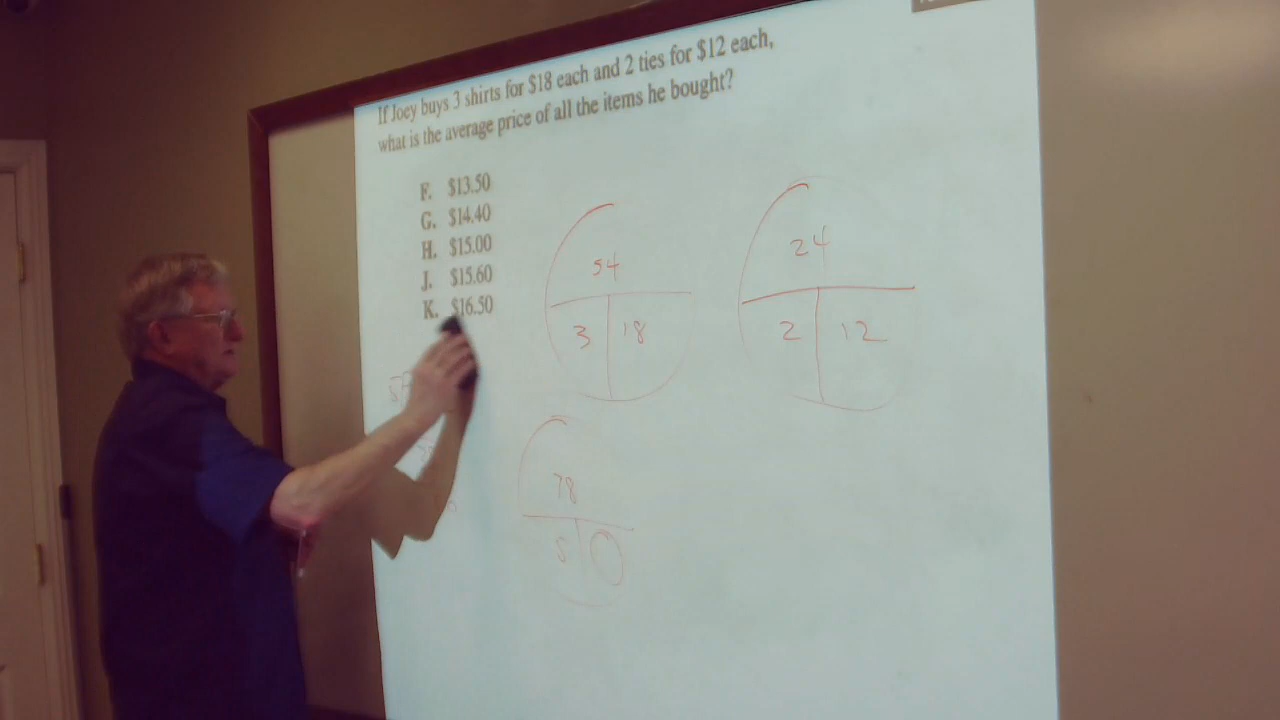 If Joey buys 3 shirts for $18 each and 2 ties for $12 each,
what is the average price of all the items he bought?
F. $13.50
G. $14.40
H. $15.00
J. $15.60
K. $16.50
54
3 18
24
2 12
78
5